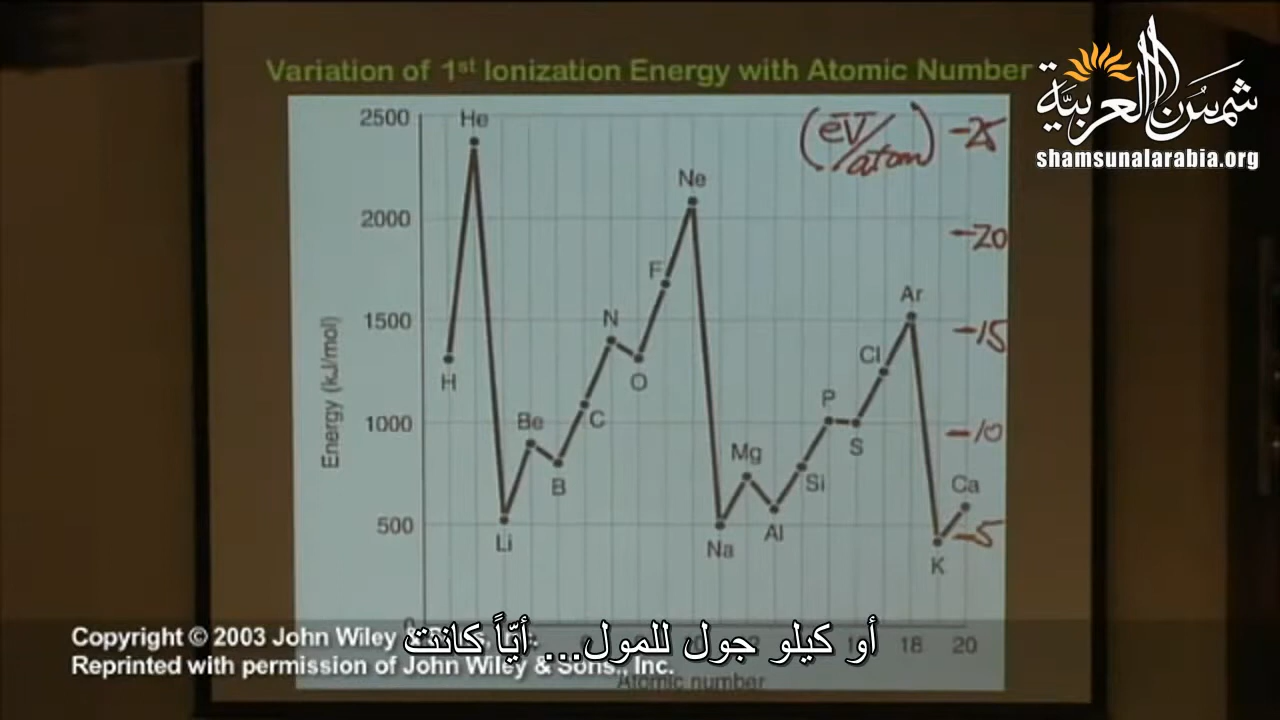 Variation of 1st Ionization Energy with Atomic Number
شمس العربية
shamsunalarabia.org
2500
He
(eV/atom)
-25
Ne
2000
-20
F
Ar
N
1500
-15
Cl
H
O
P
Energy (kJ/mol)
Be
C
1000
-10
S
Mg
Si
B
Ca
500
Al
-5
Li
Na
K
18 20
Atomic number
أو كيلو جول للمول... أيّاً كانت
Copyright © 2003 John Wiley & Sons, Inc.
Reprinted with permission of John Wiley & Sons., Inc.